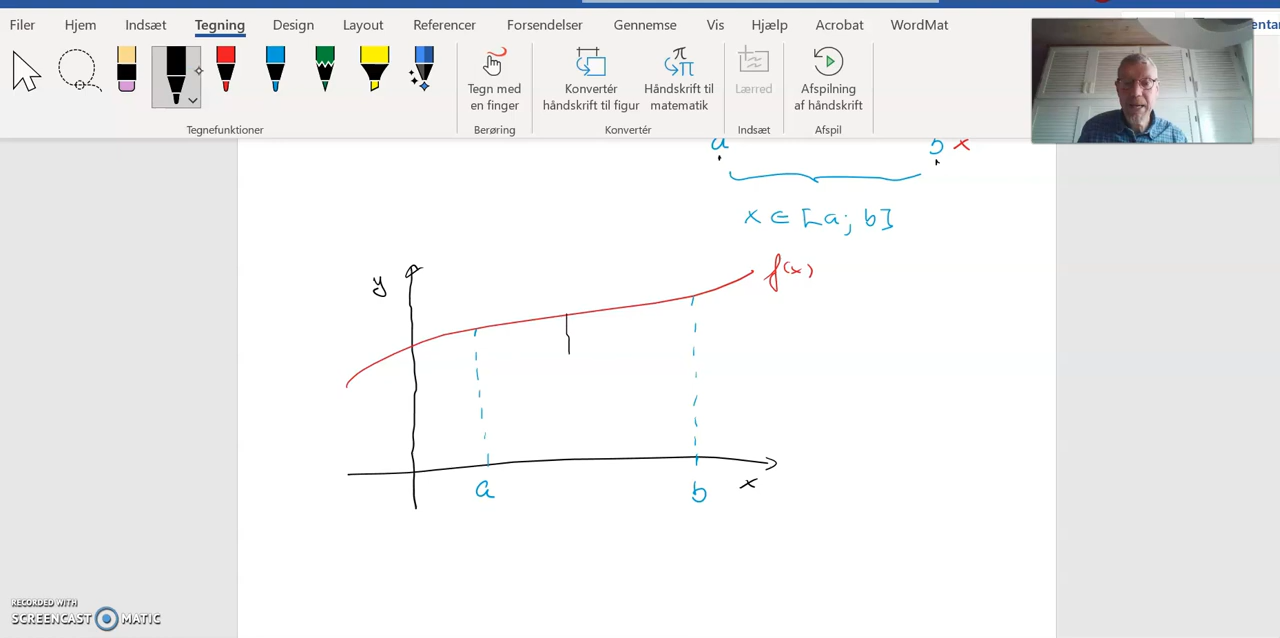 Filer Hjem Indsæt Tegning Design Layout Referencer Forsendelser Gennemse Vis Hjælp Acrobat WordMat
Tegn med en finger
Konvertér håndskrift til figur
Håndskrift til matematik
Lærred
Afspilning af håndskrift
Tegnefunktioner Berøring Konvertér Indsæt Afspil
a b x
x ∈ [a; b]
y f(x)
a b x
RECORDED WITH
SCREENCAST MATIC